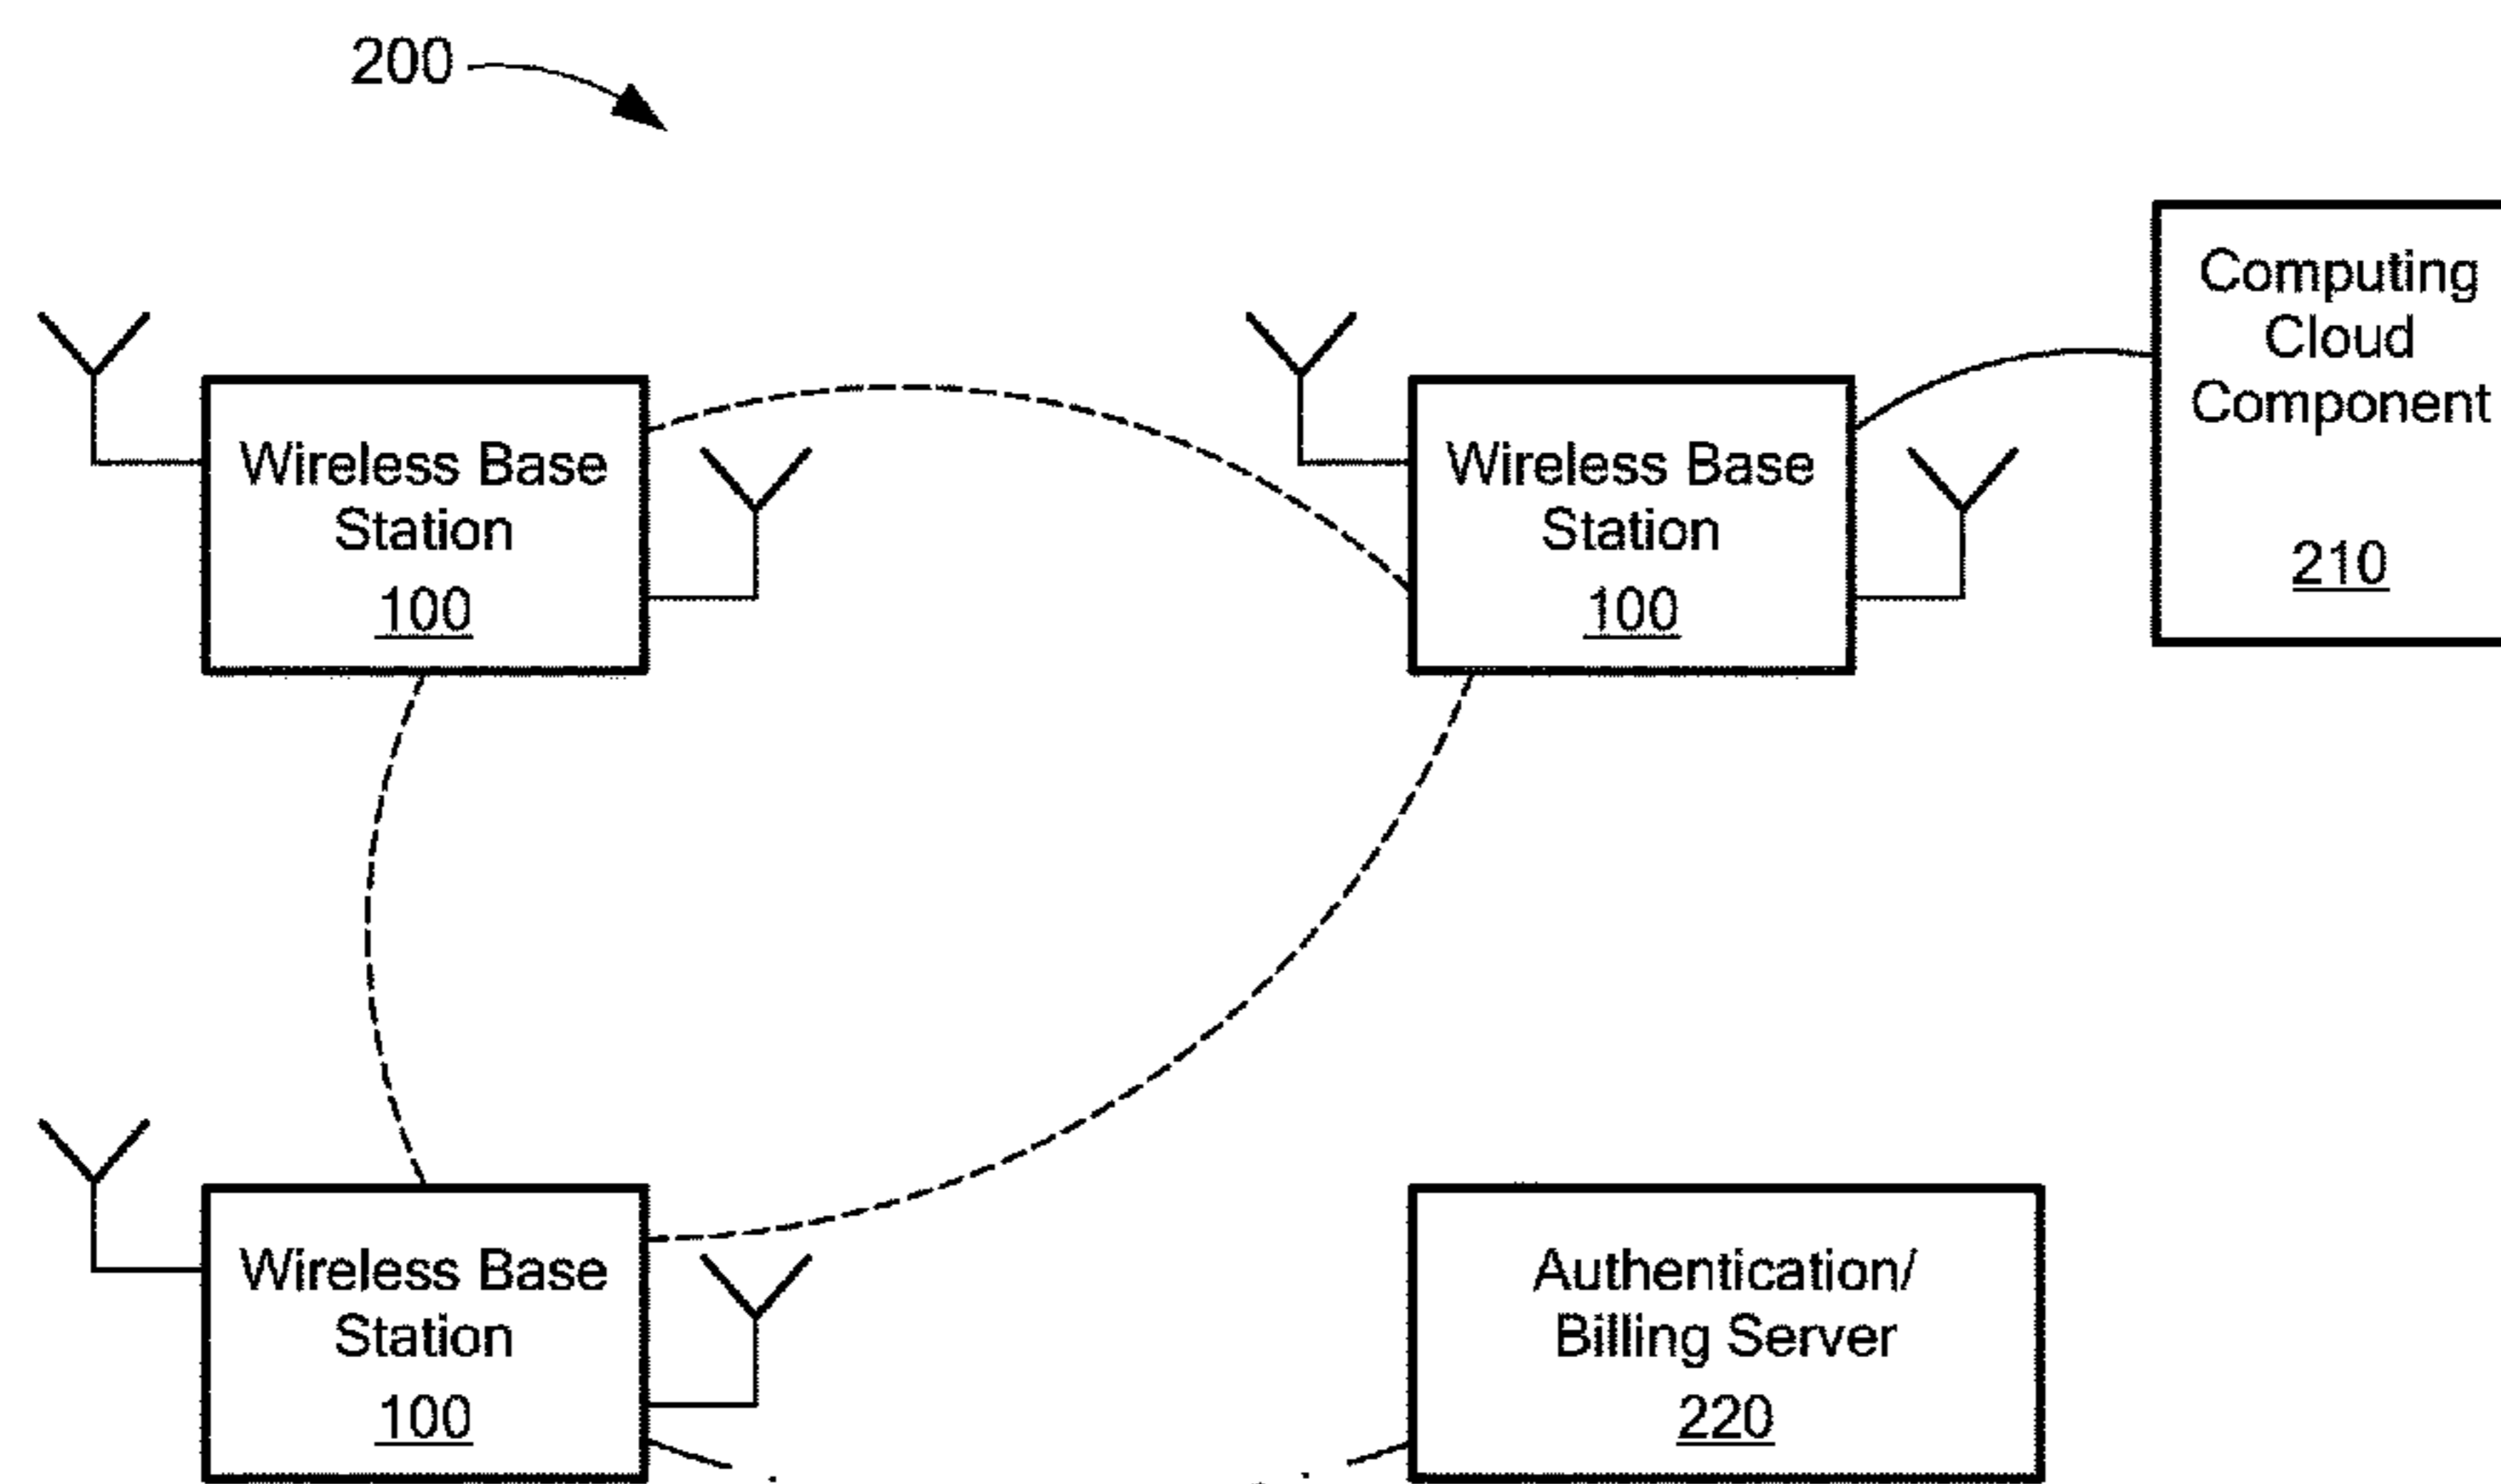 200
Wireless Base
Station
100
Wireless Base
Station
100
Computing
Cloud
Component
210
Wireless Base
Station
100
Authentication/
Billing Server
220